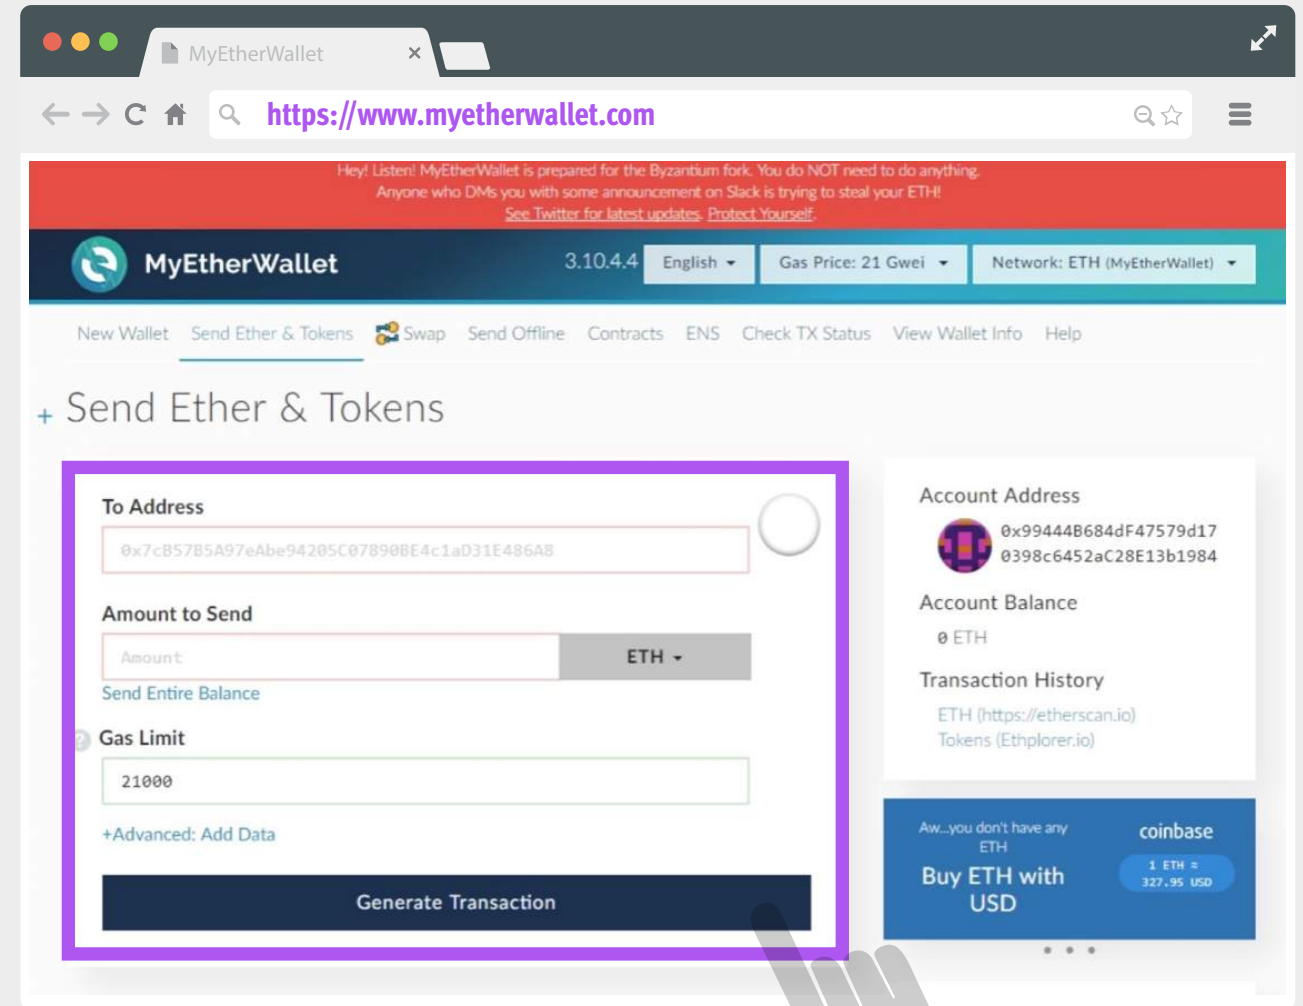 MyEtherWallet ×
https://www.myetherwallet.com
Hey! Listen! MyEtherWallet is prepared for the Byzantium fork. You do NOT need to do anything.
Anyone who DMs you with some announcement on Slack is trying to steal your ETH!
See Twitter for latest updates. Protect Yourself.
MyEtherWallet 3.10.4.4 English Gas Price: 21 Gwei Network: ETH (MyEtherWallet)
New Wallet Send Ether & Tokens Swap Send Offline Contracts ENS Check TX Status View Wallet Info Help
+ Send Ether & Tokens
To Address
0x7cB57B5A97eAbe94205C07890BE4c1aD31E486A8
Amount to Send
Amount ETH
Send Entire Balance
? Gas Limit
21000
+Advanced: Add Data
Generate Transaction
Account Address
0x99444B684dF47579d17
0398c6452aC28E13b1984
Account Balance
0 ETH
Transaction History
ETH (https://etherscan.io)
Tokens (Ethplorer.io)
Aw...you don't have any
ETH
Buy ETH with
USD
coinbase
1 ETH ≈
327.95 USD